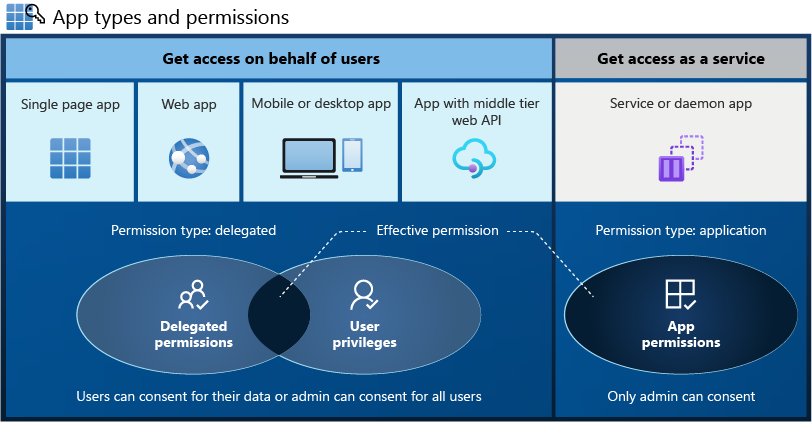 App types and permissions
Get access on behalf of users
Get access as a service
Single page app
Web app
Mobile or desktop app
App with middle tier
web API
Service or daemon app
Permission type: delegated
Effective permission
Permission type: application
Delegated
permissions
User
privileges
App
permissions
Users can consent for their data or admin can consent for all users
Only admin can consent